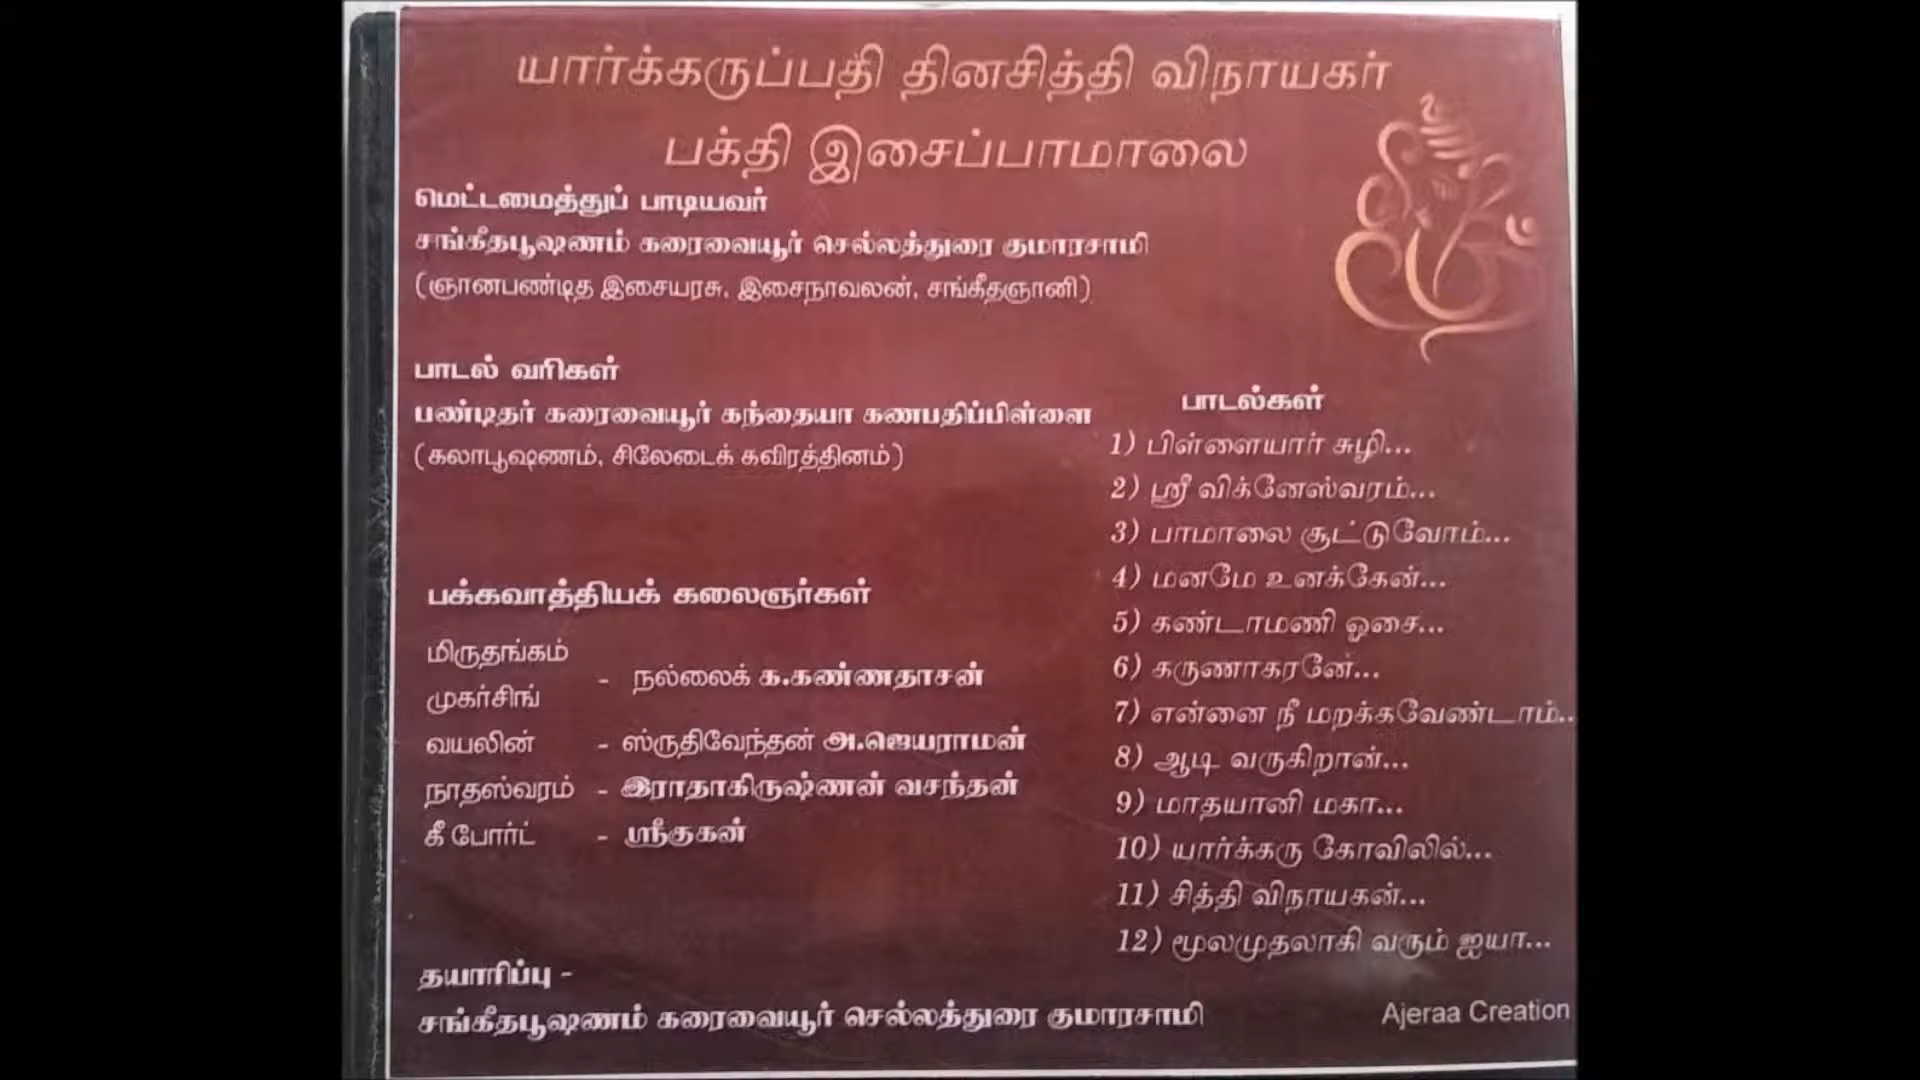 யார்க்கருப்பதி தினசித்தி விநாயகர்
பக்தி இசைப்பாமாலை
மெட்டமைத்துப் பாடியவர்
சங்கீதபூஷணம் கரைவையூர் செல்லத்துரை குமாரசாமி
(ஞானபண்டித இசையரசு, இசைநாவலன், சங்கீதஞானி)
பாடல் வரிகள்
பண்டிதர் கரைவையூர் கந்தையா கணபதிப்பிள்ளை
(கலாபூஷணம், சிலேடைக் கவிரத்தினம்)
பக்கவாத்தியக் கலைஞர்கள்
மிருதங்கம்
முகர்சிங் - நல்லைக் க.கண்ணதாசன்
வயலின் - ஸ்ருதிவேந்தன் அ.ஜெயராமன்
நாதஸ்வரம் - இராதாகிருஷ்ணன் வசந்தன்
கீ போர்ட் - ஸ்ரீகுகன்
தயாரிப்பு -
சங்கீதபூஷணம் கரைவையூர் செல்லத்துரை குமாரசாமி
பாடல்கள்
1) பிள்ளையார் சுழி...
2) ஸ்ரீ விக்னேஸ்வரம்...
3) பாமாலை சூட்டுவோம்...
4) மனமே உனக்கேன்...
5) கண்டாமணி ஓசை...
6) கருணாகரனே...
7) என்னை நீ மறக்கவேண்டாம்..
8) ஆடி வருகிறான்...
9) மாதயானி மகா...
10) யார்க்கரு கோவிலில்...
11) சித்தி விநாயகன்...
12) மூலமுதலாகி வரும் ஐயா...
Ajeraa Creation